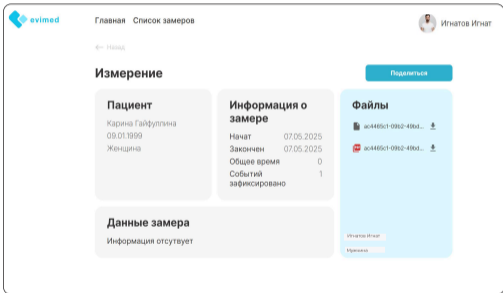 evimed
Главная Список замеров
Игнатов Игнат
← Назад
Измерение
Поделиться
Пациент
Карина Гайфуллина
09.01.1999
Женщина
Информация о замере
Начат 07.05.2025
Закончен 07.05.2025
Общее время 0
Событий зафиксировано 1
Файлы
ac4465c1-09b2-49bd...
ac4465c1-09b2-49bd...
Игнатов Игнат
Мужчина
Данные замера
Информация отсутвует